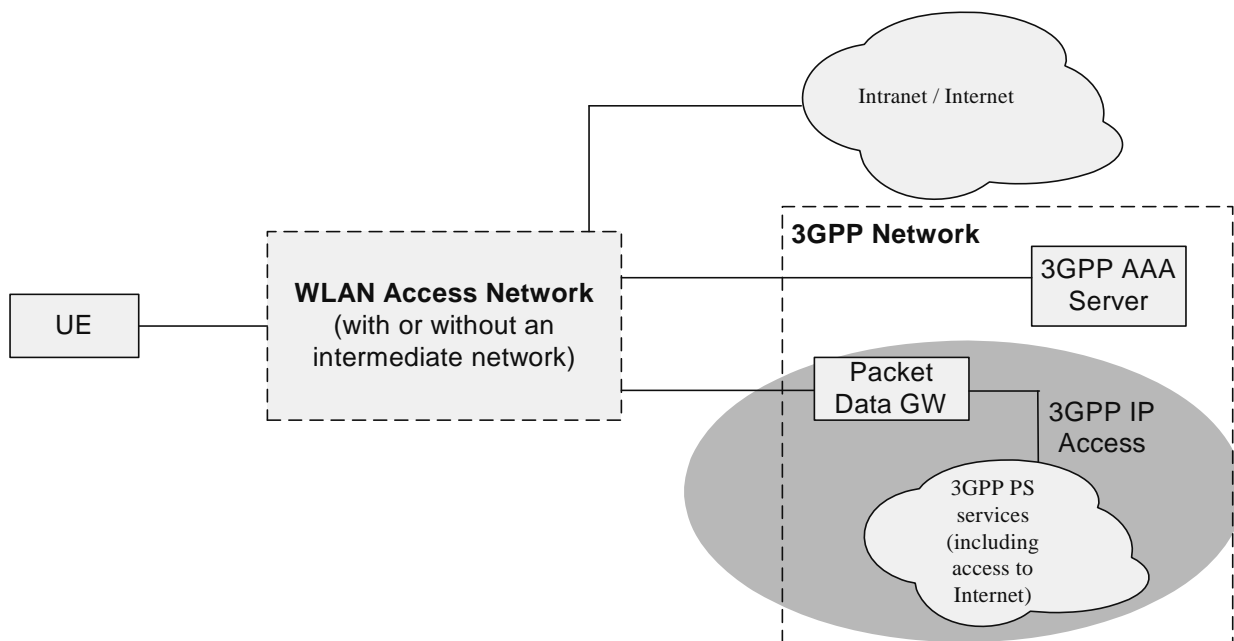 Intranet / Internet
3GPP Network
3GPP AAA
Server
WLAN Access Network
(with or without an
intermediate network)
UE
Packet
Data GW
3GPP IP
Access
3GPP PS
services
(including
access to
Internet)